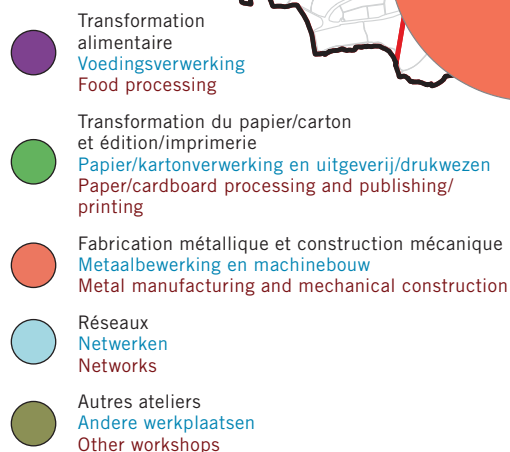 Transformation
alimentaire
Voedingsverwerking
Food processing
Transformation du papier/carton
et édition/imprimerie
Papier/kartonverwerking en uitgeverij/drukwezen
Paper/cardboard processing and publishing/
printing
Fabrication métallique et construction mécanique
Metaalbewerking en machinebouw
Metal manufacturing and mechanical construction
Réseaux
Netwerken
Networks
Autres ateliers
Andere werkplaatsen
Other workshops